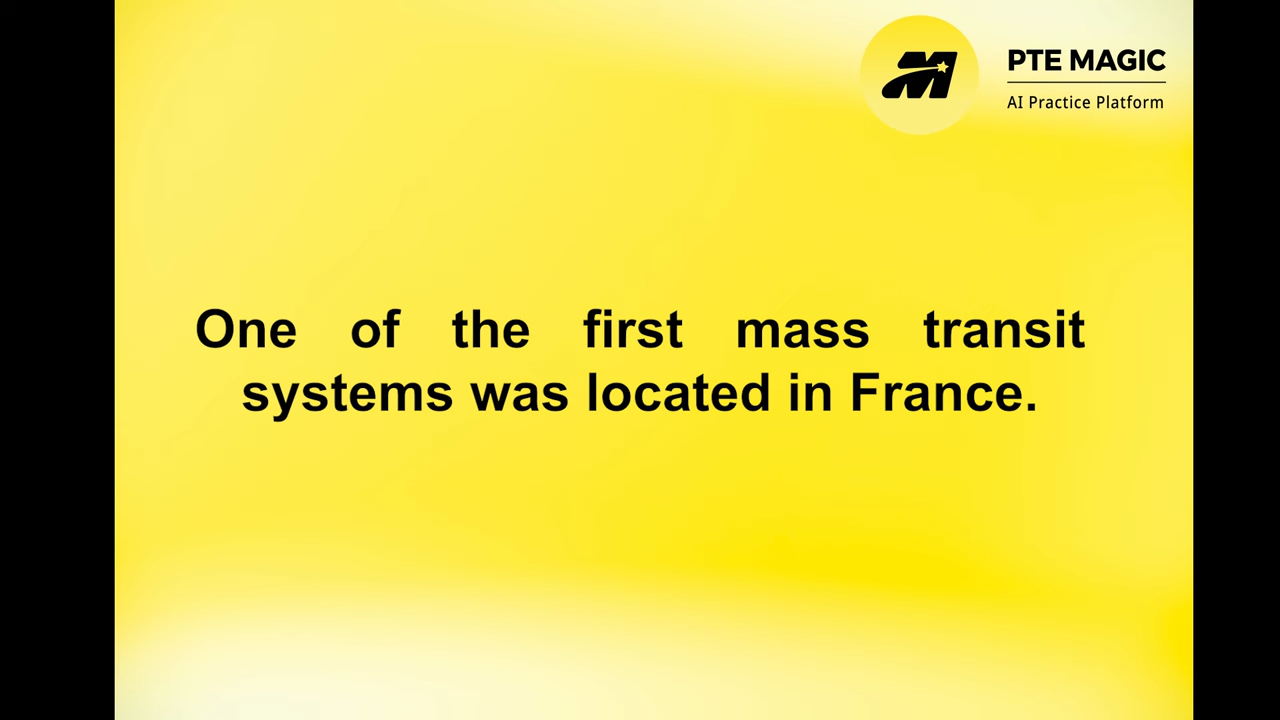 PTE MAGIC
AI Practice Platform
One of the first mass transit
systems was located in France.